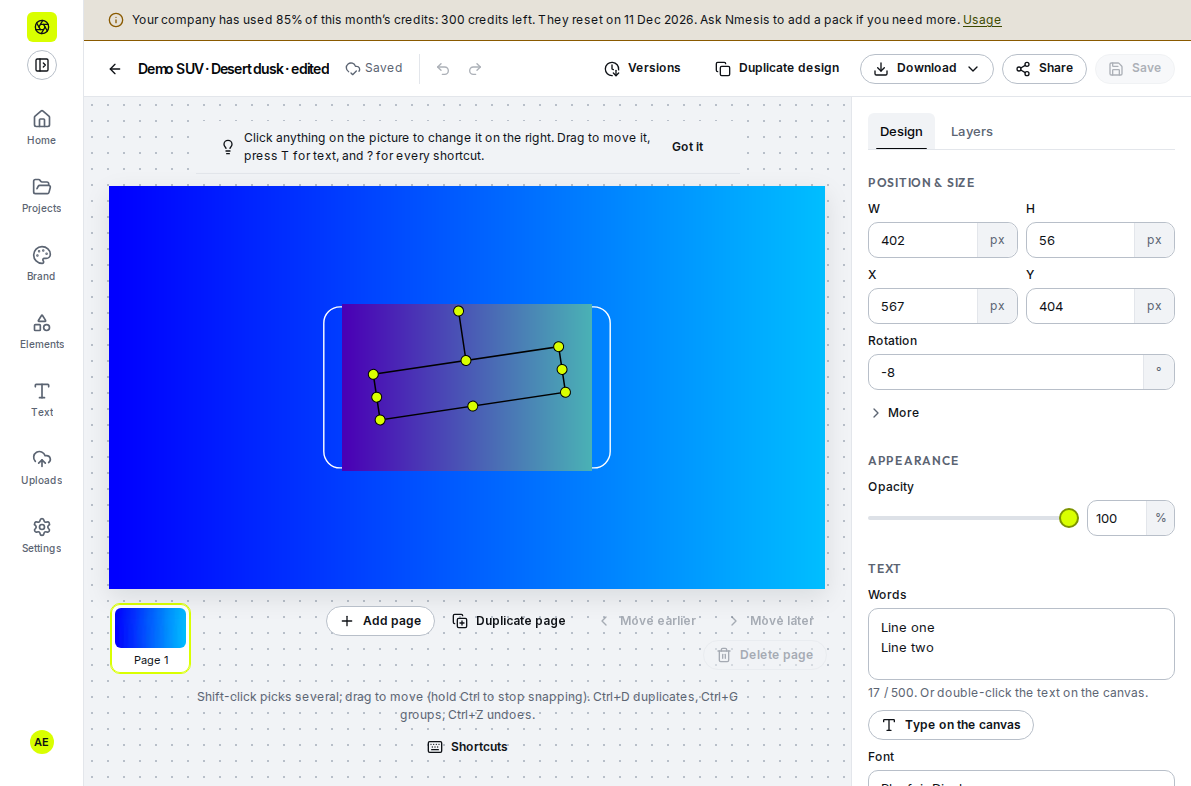 Your company has used 85% of this month's credits: 300 credits left. They reset on 11 Dec 2026. Ask Nmesis to add a pack if you need more. Usage
Demo SUV · Desert dusk · edited
Saved
Versions
Duplicate design
Download
Share
Save
Home
Projects
Brand
Elements
Text
Uploads
Settings
AE
Click anything on the picture to change it on the right. Drag to move it,
press T for text, and ? for every shortcut.
Got it
Page 1
Add page
Duplicate page
Move earlier
Move later
Delete page
Shift-click picks several; drag to move (hold Ctrl to stop snapping). Ctrl+D duplicates, Ctrl+G
groups; Ctrl+Z undoes.
Shortcuts
Design
Layers
POSITION & SIZE
W
H
402 px
56 px
X
Y
567 px
404 px
Rotation
-8 °
More
APPEARANCE
Opacity
100 %
TEXT
Words
Line one
Line two
17 / 500. Or double-click the text on the canvas.
Type on the canvas
Font